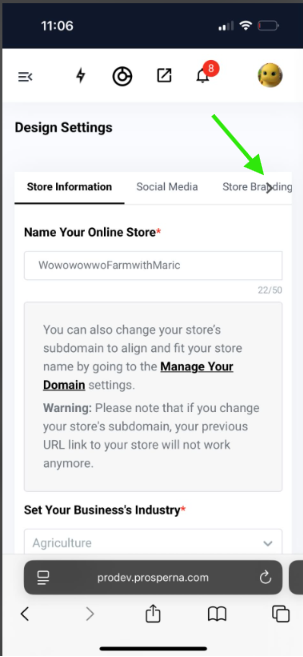 11:06
8
Design Settings
Store Information Social Media Store Branding
Name Your Online Store*
WowowowwoFarmwithMaric
22/50
You can also change your store's
subdomain to align and fit your store
name by going to the Manage Your
Domain settings.
Warning: Please note that if you change
your store's subdomain, your previous
URL link to your store will not work
anymore.
Set Your Business's Industry*
Agriculture
prodev.prosperna.com